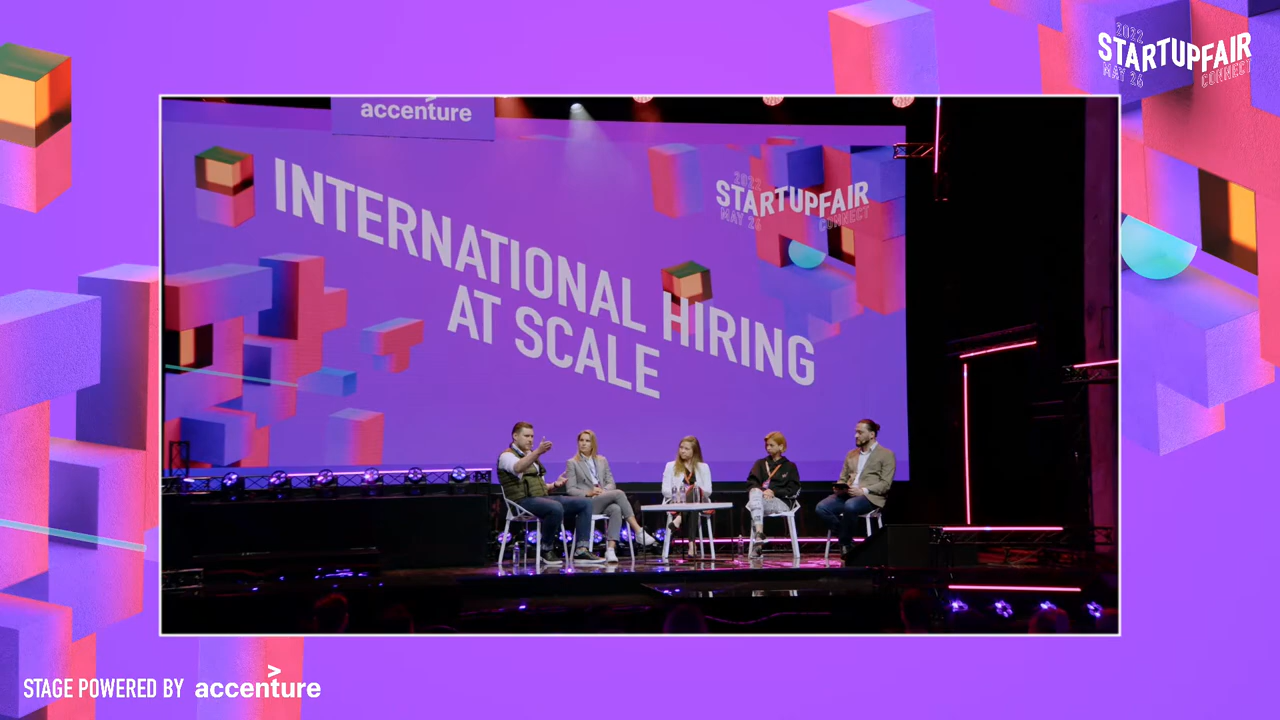 2022
STARTUPFAIR
MAY 26 CONNECT
accenture
INTERNATIONAL HIRING
AT SCALE
2022
STARTUPFAIR
MAY 26 CONNECT
STAGE POWERED BY accenture